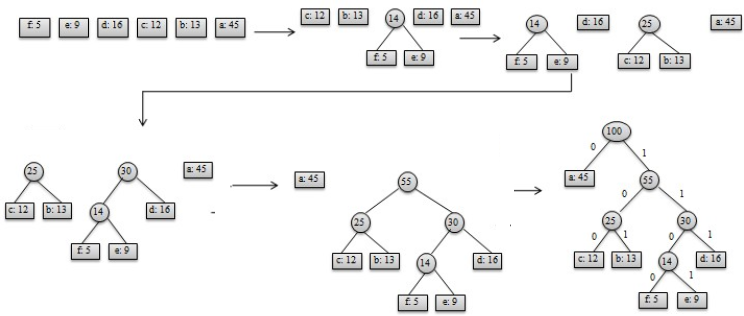 f: 5 e: 9 d: 16 c: 12 b: 13 a: 45
c: 12 b: 13 14 d: 16 a: 45
f: 5 e: 9
14 d: 16 25 a: 45
f: 5 e: 9 c: 12 b: 13
25 30 a: 45
c: 12 b: 13 14 d: 16
f: 5 e: 9
a: 45 55
25 30
c: 12 b: 13 14 d: 16
f: 5 e: 9
100
0 1
a: 45 55
0 1
25 30
0 1 0 1
c: 12 b: 13 14 d: 16
0 1
f: 5 e: 9